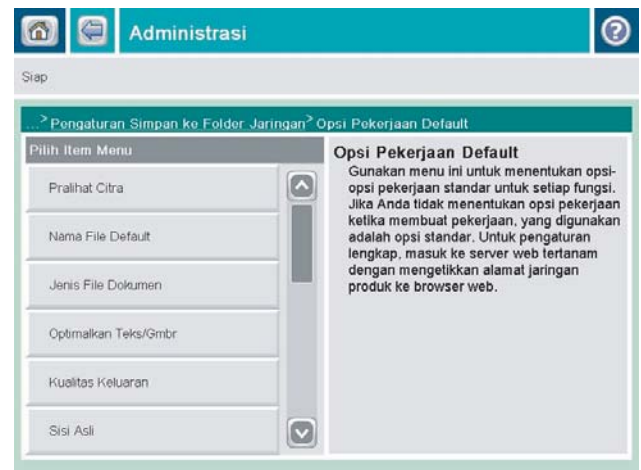 Administrasi
Siap
...> Pengaturan Simpan ke Folder Jaringan> Opsi Pekerjaan Default
Pilih Item Menu
Pralihat Citra
Nama File Default
Jenis File Dokumen
Optimalkan Teks/Gmbr
Kualitas Keluaran
Sisi Asli
Opsi Pekerjaan Default
Gunakan menu ini untuk menentukan opsi-
opsi pekerjaan standar untuk setiap fungsi.
Jika Anda tidak menentukan opsi pekerjaan
ketika membuat pekerjaan, yang digunakan
adalah opsi standar. Untuk pengaturan
lengkap, masuk ke server web tertanam
dengan mengetikkan alamat jaringan
produk ke browser web.